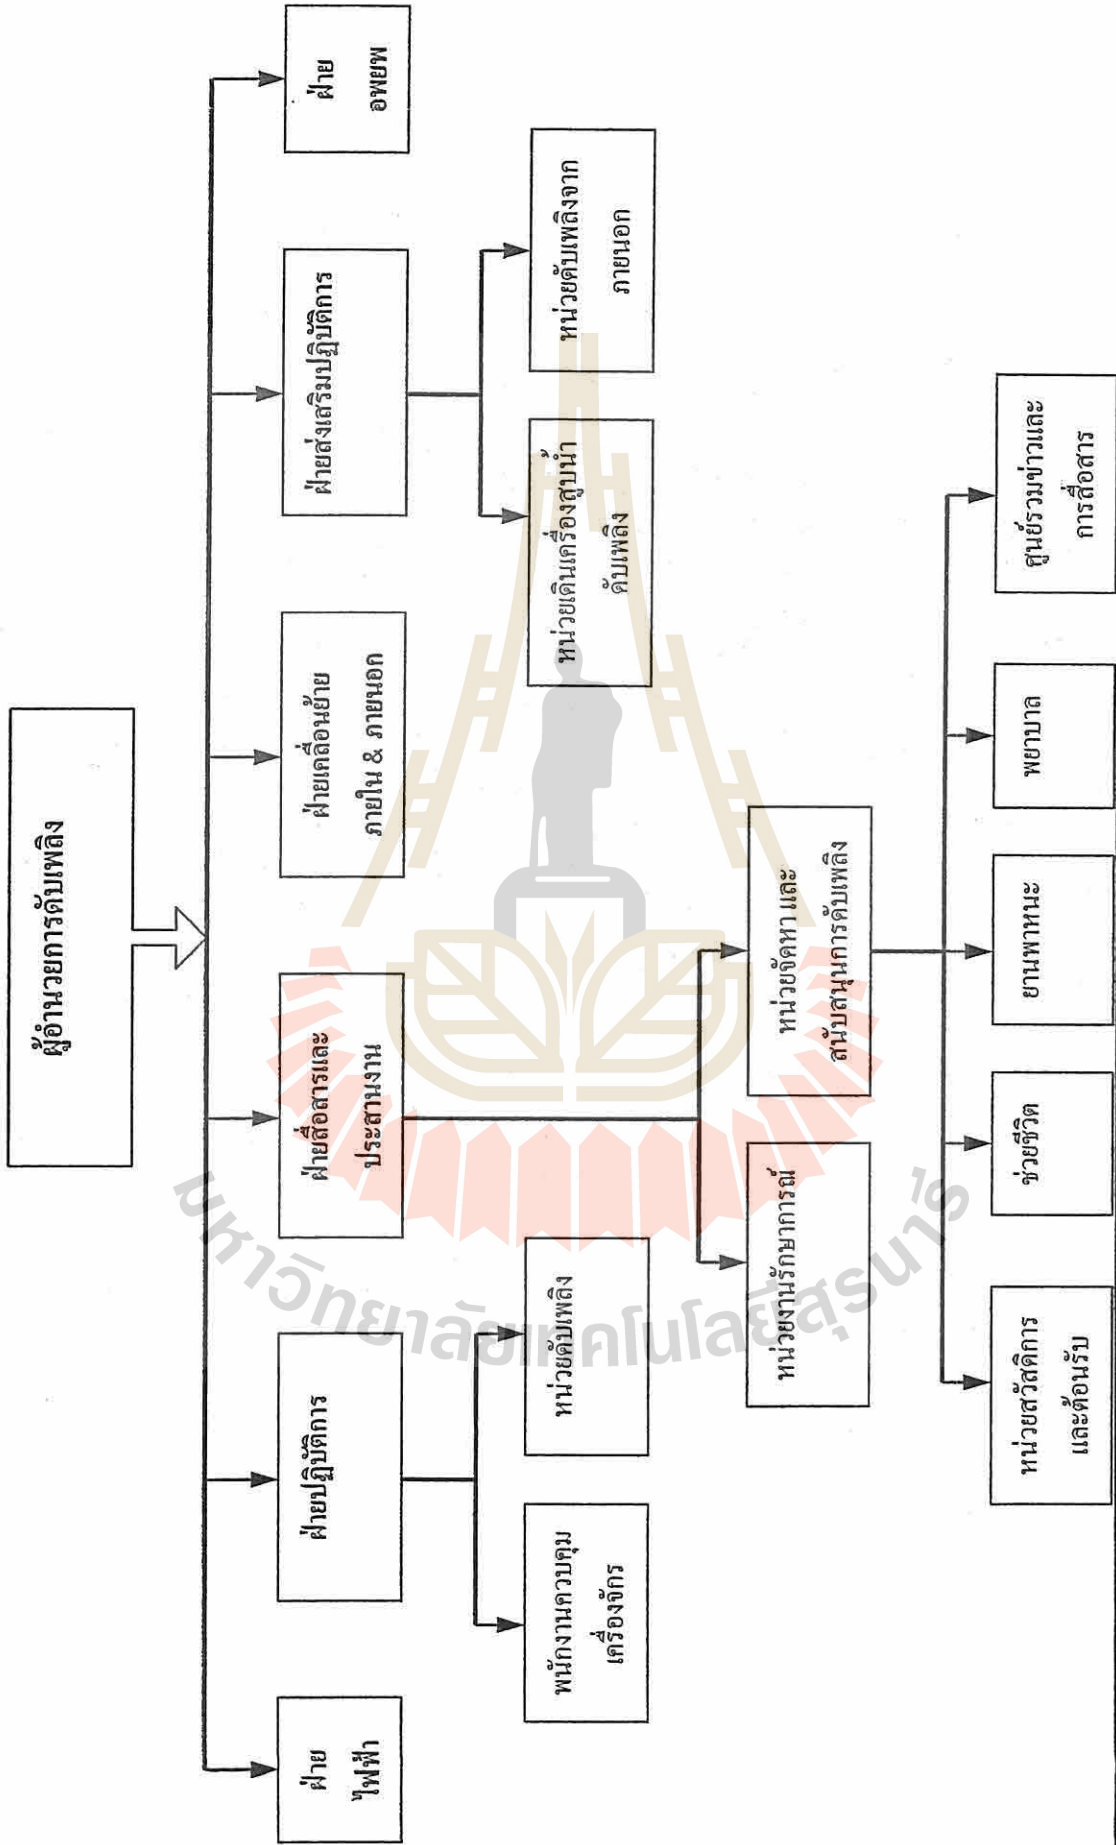 ผู้อำนวยการดับเพลิง
ฝ่าย
ไฟฟ้า
ฝ่ายปฏิบัติการ
ฝ่ายสื่อสารและ
ประสานงาน
ฝ่ายเคลื่อนย้าย
ภายใน & ภายนอก
ฝ่ายส่งเสริมปฏิบัติการ
ฝ่าย
อพยพ
พนักงานควบคุม
เครื่องจักร
หน่วยดับเพลิง
หน่วยเดินเครื่องสูบน้ำ
ดับเพลิง
หน่วยดับเพลิงจาก
ภายนอก
หน่วยงานรักษาการณ์
หน่วยจัดหา และ
สนับสนุนการดับเพลิง
หน่วยสวัสดิการ
และต้อนรับ
ช่วยชีวิต
ยานพาหนะ
พยาบาล
ศูนย์รวมข่าวและ
การสื่อสาร
มหาวิทยาลัยเทคโนโลยีสุรนารี